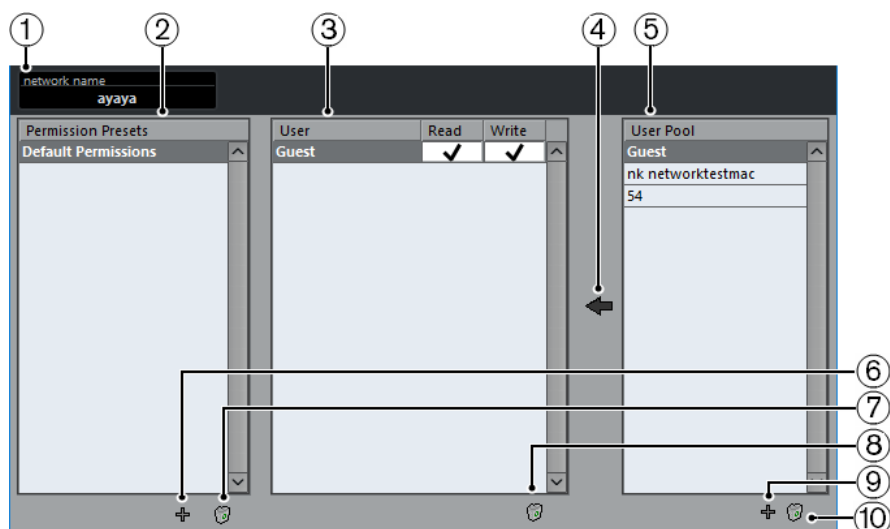 ① ② ③ ④ ⑤
network name
ayaya
Permission Presets
Default Permissions
User Read Write
Guest
User Pool
Guest
nk networktestmac
54
⑥
⑦
⑧
⑨
⑩